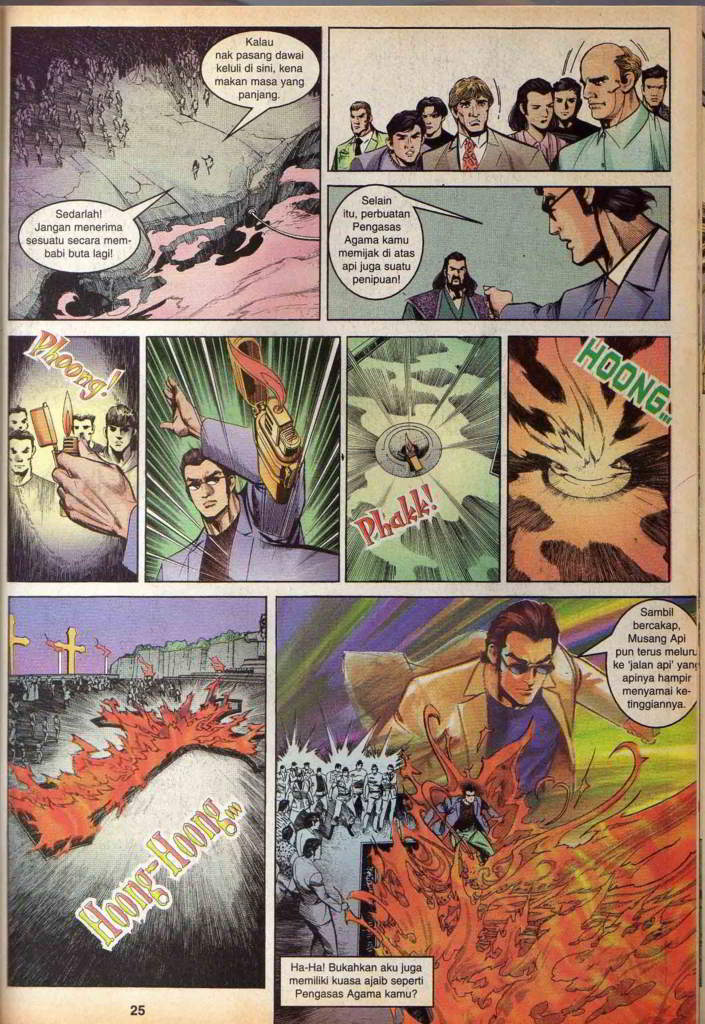 Kalau
nak pasang dawai
keluli di sini, kena
makan masa yang
panjang.
Sedarlah!
Jangan menerima
sesuatu secara mem-
babi buta lagi!
Selain
itu, perbuatan
Pengasas
Agama kamu
memijak di atas
api juga suatu
penipuan!
Phoong!
Phakk!
HOONG...
Hoong-Hoong...
Sambil
bercakap,
Musang Api
pun terus meluru
ke 'jalan api' yang
apinya hampir
menyamai ke-
tinggiannya.
Ha-Ha! Bukahkan aku juga
memiliki kuasa ajaib seperti
Pengasas Agama kamu?
25